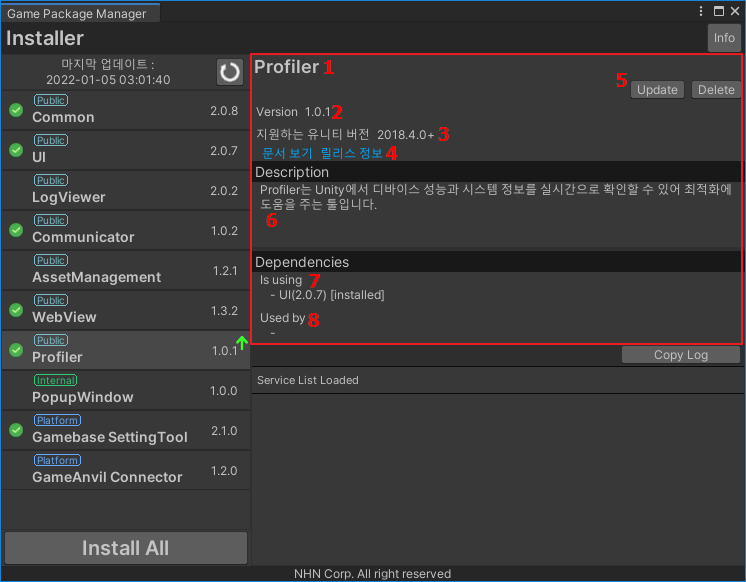 Game Package Manager
Installer
Info
마지막 업데이트 :
2022-01-05 03:01:40
Public
Common 2.0.8
Public
UI 2.0.7
Public
LogViewer 2.0.2
Public
Communicator 1.0.2
Public
AssetManagement 1.2.1
Public
WebView 1.3.2
Public
Profiler 1.0.1
Internal
PopupWindow 1.0.0
Platform
Gamebase SettingTool 2.1.0
Platform
GameAnvil Connector 1.2.0
Install All
Profiler 1
5 Update Delete
Version 1.0.1 2
지원하는 유니티 버전 2018.4.0+ 3
문서 보기 릴리스 정보 4
Description
Profiler는 Unity에서 디바이스 성능과 시스템 정보를 실시간으로 확인할 수 있어 최적화에
도움을 주는 툴입니다.
6
Dependencies
Is using 7
- UI(2.0.7) [installed]
Used by 8
-
Copy Log
Service List Loaded
NHN Corp. All right reserved